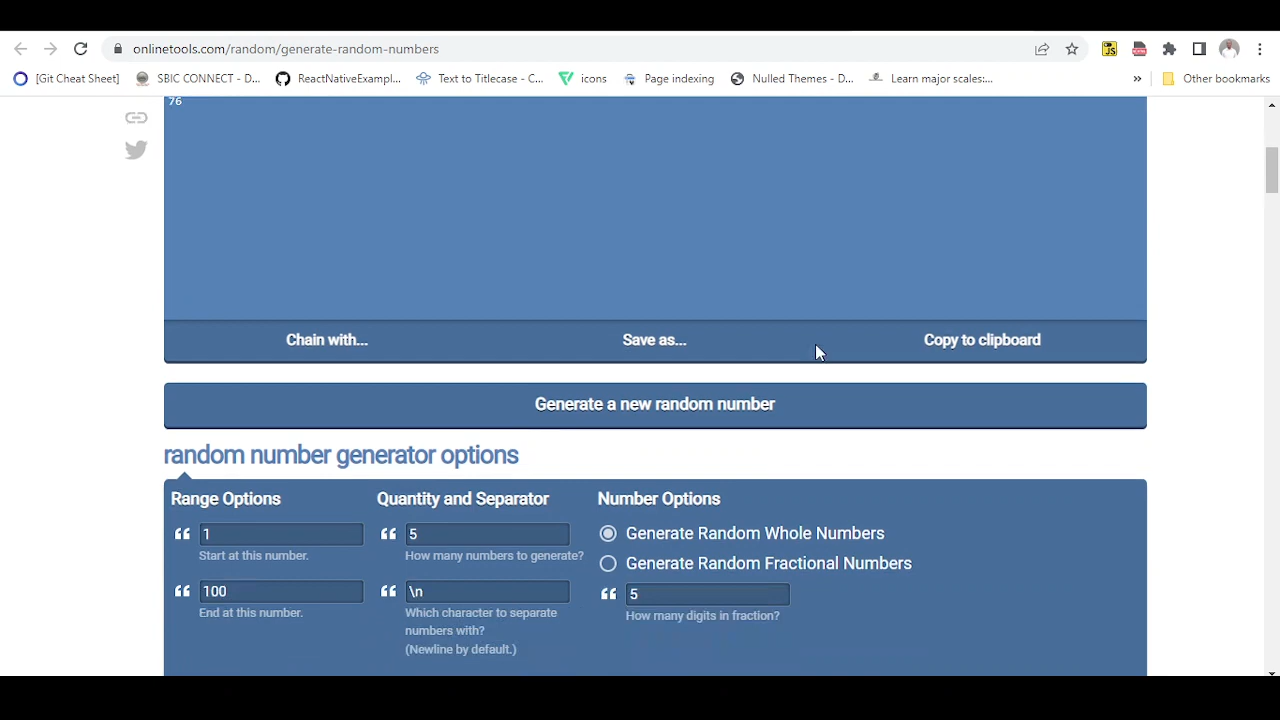 onlinetools.com/random/generate-random-numbers
[Git Cheat Sheet]
SBIC CONNECT - D...
ReactNativeExampl...
Text to Titlecase - C...
icons
Page indexing
Nulled Themes - D...
Learn major scales:...
»
Other bookmarks
76
Chain with...
Save as...
Copy to clipboard
Generate a new random number
random number generator options
Range Options
Quantity and Separator
Number Options
1
Start at this number.
100
End at this number.
5
How many numbers to generate?
\n
Which character to separate
numbers with?
(Newline by default.)
Generate Random Whole Numbers
Generate Random Fractional Numbers
5
How many digits in fraction?